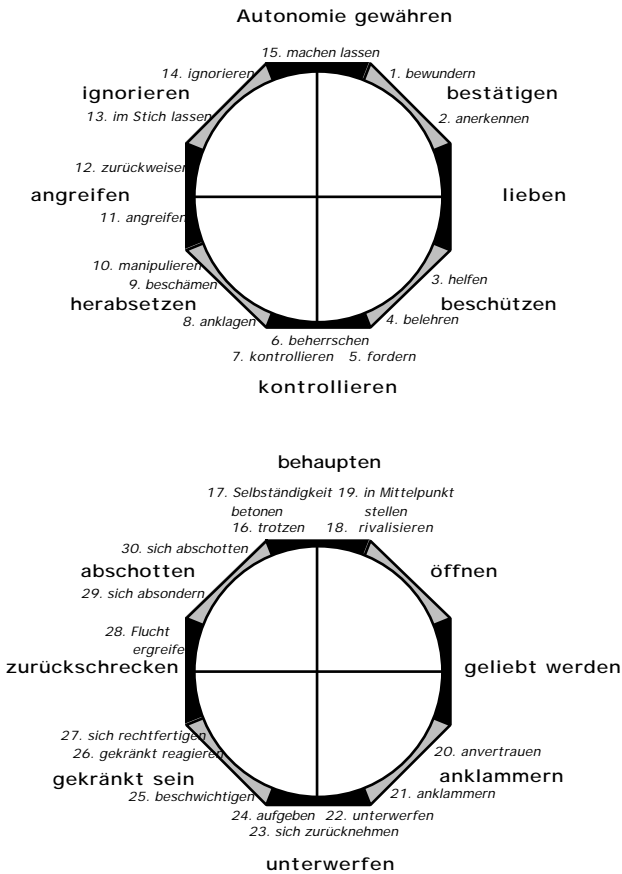 Autonomie gewähren
15. machen lassen
14. ignorieren
1. bewundern
ignorieren
bestätigen
13. im Stich lassen
2. anerkennen
12. zurückweisen
angreifen
lieben
11. angreifen
10. manipulieren
3. helfen
9. beschämen
herabsetzen
beschützen
8. anklagen
4. belehren
6. beherrschen
7. kontrollieren
5. fordern
kontrollieren
behaupten
17. Selbständigkeit
betonen
19. in Mittelpunkt
stellen
16. trotzen
18. rivalisieren
30. sich abschotten
abschotten
öffnen
29. sich absondern
28. Flucht
ergreife
zurückschrecken
geliebt werden
27. sich rechtfertigen
26. gekränkt reagieren
20. anvertrauen
gekränkt sein
anklammern
25. beschwichtigen
21. anklammern
24. aufgeben
22. unterwerfen
23. sich zurücknehmen
unterwerfen